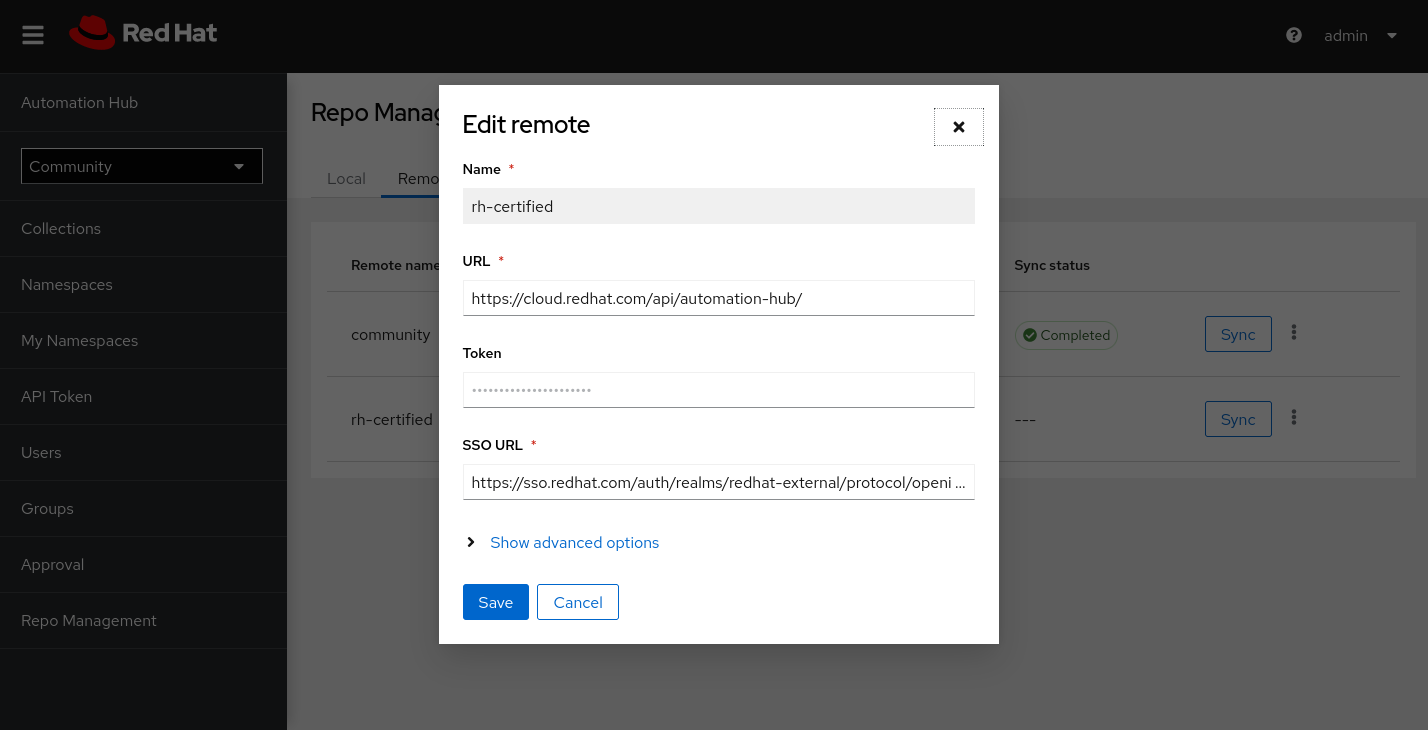 Red Hat
admin
Automation Hub
Community
Collections
Namespaces
My Namespaces
API Token
Users
Groups
Approval
Repo Management
Repo Manag
Local
Remo
Remote name
Sync status
community
Completed
Sync
rh-certified
---
Sync
Edit remote
Name *
rh-certified
URL *
https://cloud.redhat.com/api/automation-hub/
Token
••••••••••••••••••••••
SSO URL *
https://sso.redhat.com/auth/realms/redhat-external/protocol/openi ...
Show advanced options
Save
Cancel